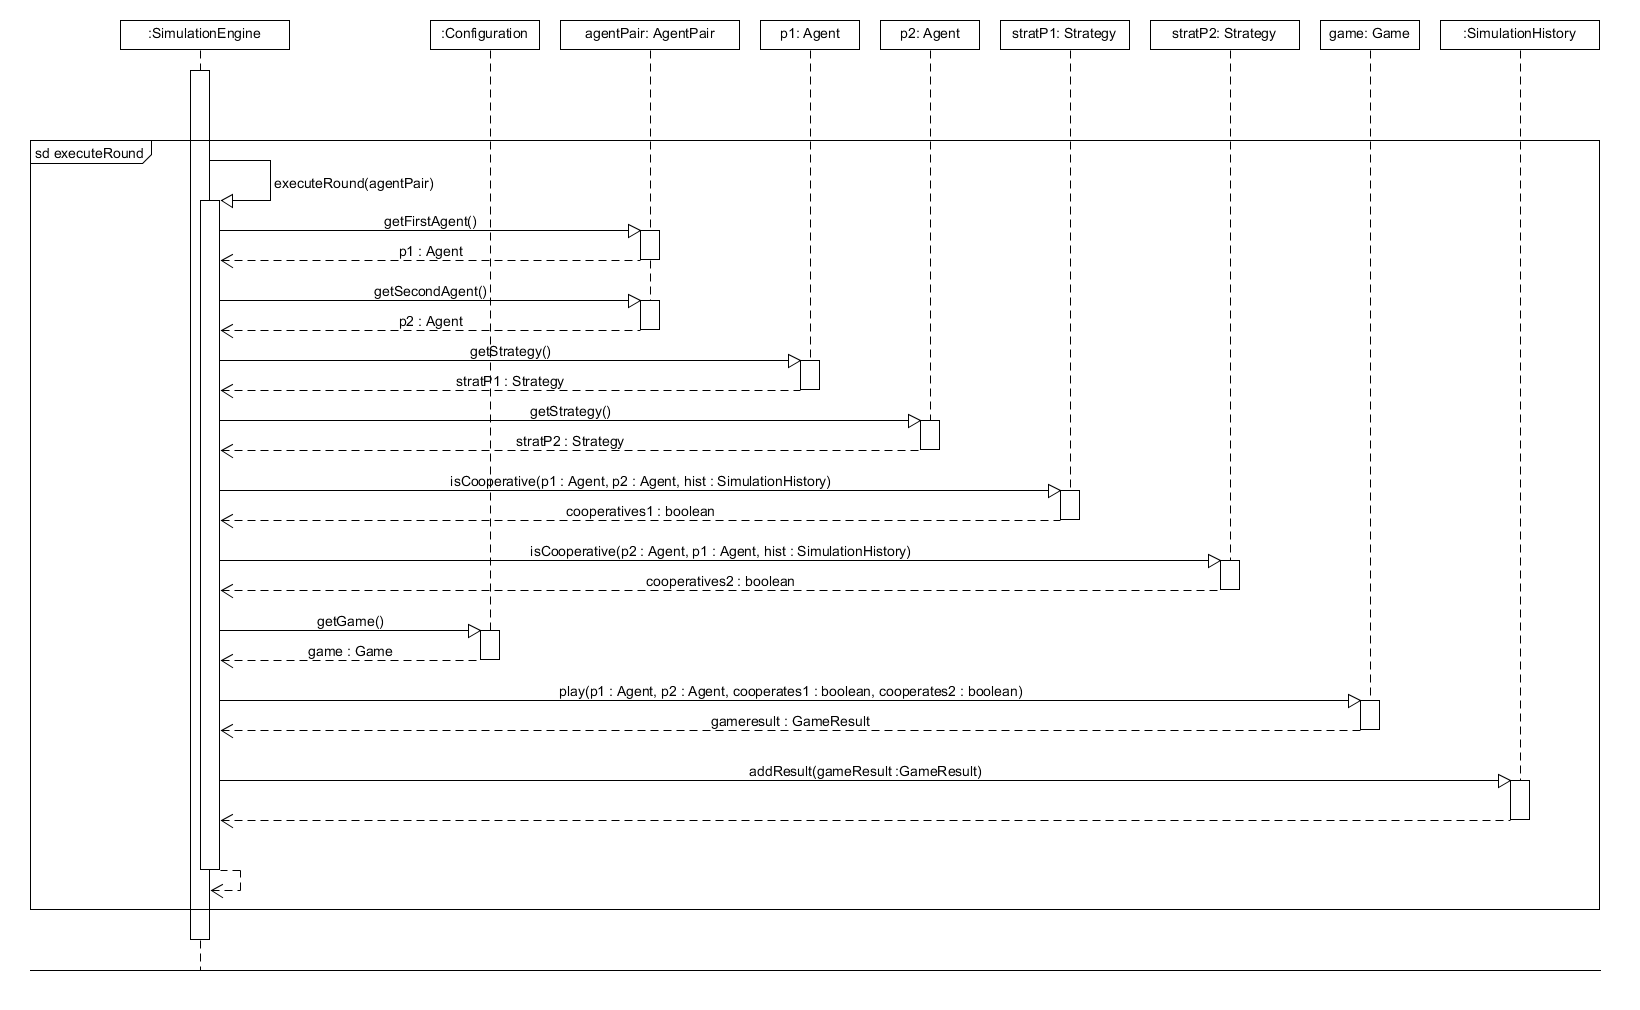 :SimulationEngine
:Configuration
agentPair: AgentPair
p1: Agent
p2: Agent
stratP1: Strategy
stratP2: Strategy
game: Game
:SimulationHistory
sd executeRound
executeRound(agentPair)
getFirstAgent()
p1 : Agent
getSecondAgent()
p2 : Agent
getStrategy()
stratP1 : Strategy
getStrategy()
stratP2 : Strategy
isCooperative(p1 : Agent, p2 : Agent, hist : SimulationHistory)
cooperatives1 : boolean
isCooperative(p2 : Agent, p1 : Agent, hist : SimulationHistory)
cooperatives2 : boolean
getGame()
game : Game
play(p1 : Agent, p2 : Agent, cooperates1 : boolean, cooperates2 : boolean)
gameresult : GameResult
addResult(gameResult :GameResult)